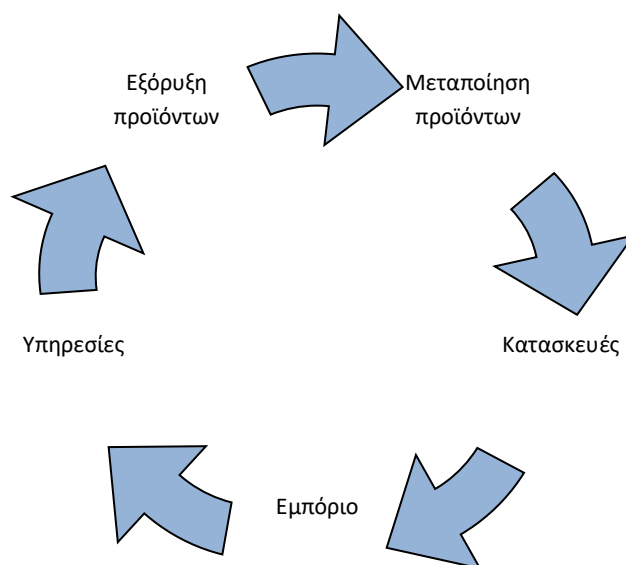 Εξόρυξη
προϊόντων
Μεταποίηση
προϊόντων
Κατασκευές
Εμπόριο
Υπηρεσίες